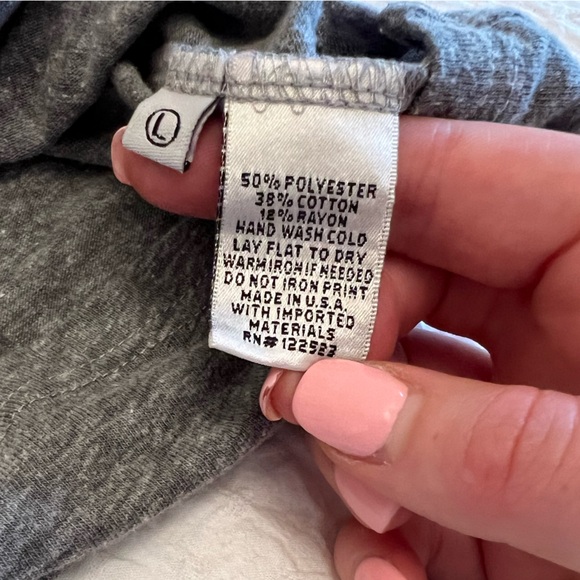 L
50% POLYESTER
38% COTTON
12% RAYON
HAND WASH COLD
LAY FLAT TO DRY
WARM IRON IF NEEDED
DO NOT IRON PRINT
MADE IN U.S.A
WITH IMPORTED
MATERIALS
RN# 122523